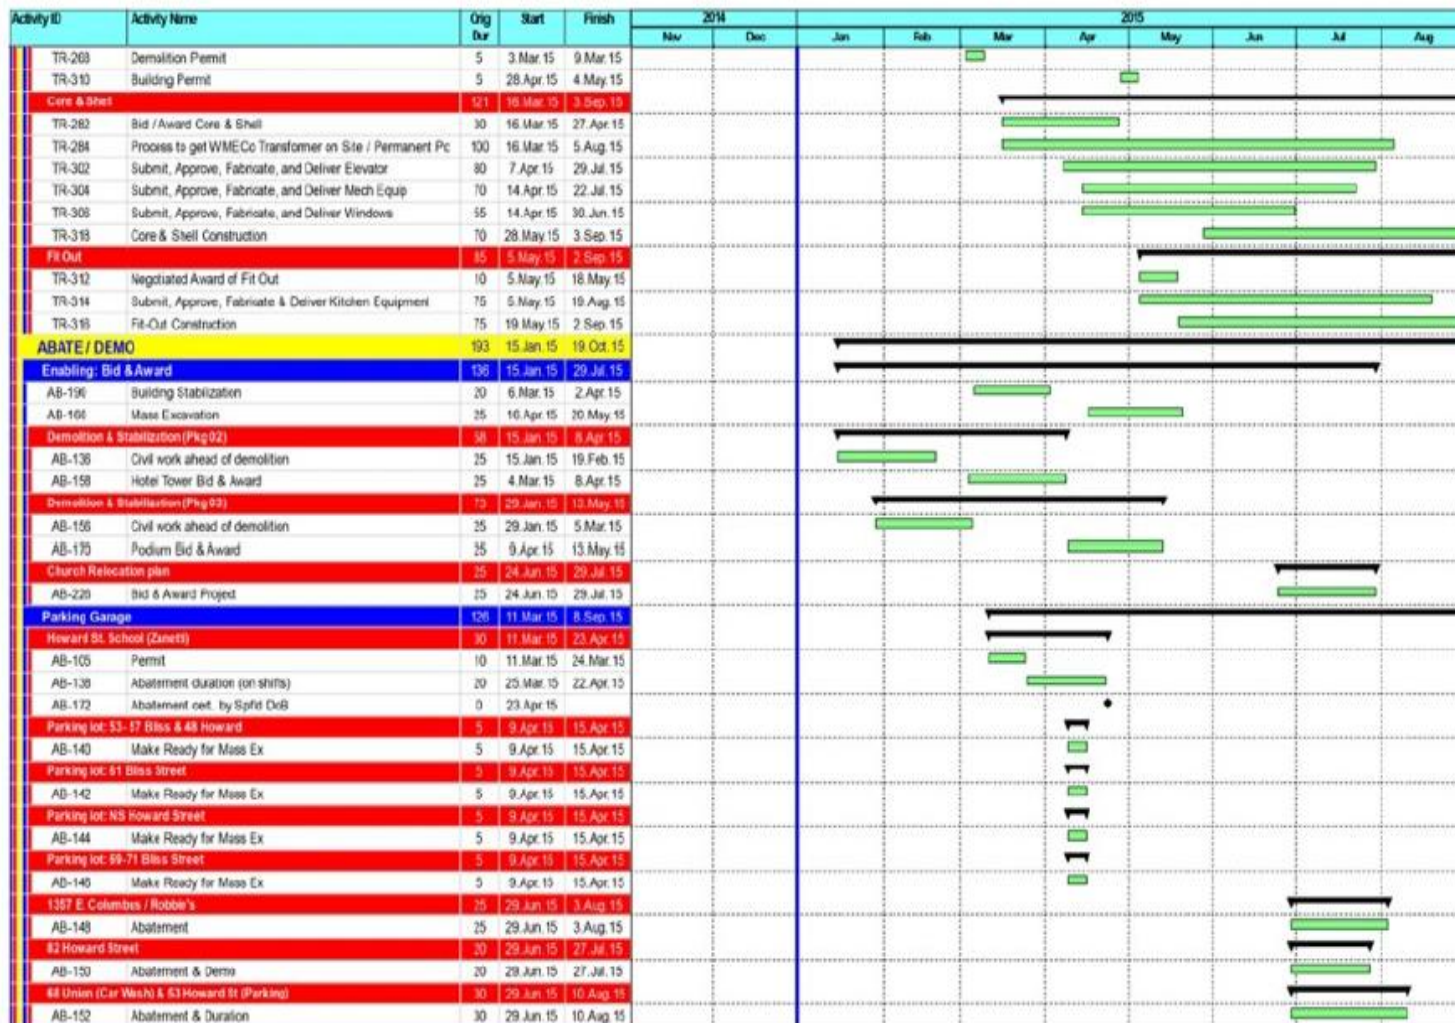 Activity ID Activity Name Orig Dur Start Finish 2014 2015
Nov Dec Jan Feb Mar Apr May Jun Jul Aug
Demolition Permit 5 3.Mar.15 9.Mar.15
TR-310 Building Permit 5 28.Apr.15 4.May.15
Core & Shell 121 16.Mar.15 3.Sep.15
TR-282 Bid / Award Core & Shell 30 16.Mar.15 27.Apr.15
TR-284 Process to get WMECo Transformer on Site / Permanent Pc 100 16.Mar.15 5.Aug.15
TR-302 Submit, Approve, Fabricate, and Deliver Elevator 80 7.Apr.15 29.Jul.15
TR-304 Submit, Approve, Fabricate, and Deliver Mech Equip 70 14.Apr.15 22.Jul.15
Submit, Approve, Fabricate, and Deliver Windows 55 14.Apr.15 30.Jun.15
TR-318 Core & Shell Construction 70 28.May.15 3.Sep.15
Fit Out 85 5.May.15 2.Sep.15
TR-312 Negotiated Award of Fit Out 10 5.May.15 18.May.15
TR-314 Submit, Approve, Fabricate & Deliver Kitchen Equipment 75 5.May.15 19.Aug.15
TR-316 Fit-Out Construction 75 19.May.15 2.Sep.15
ABATE / DEMO 193 15.Jan.15 19.Oct.15
Enabling: Bid & Award 136 15.Jan.15 29.Jul.15
Building Stabilization 20 6.Mar.15 2.Apr.15
Mass Excavation 25 16.Apr.15 20.May.15
Demolition & Stabilization (Pkg 02) 58 15.Jan.15 8.Apr.15
AB-136 Civil work ahead of demolition 25 15.Jan.15 19.Feb.15
AB-158 Hotel Tower Bid & Award 25 4.Mar.15 8.Apr.15
Demolition & Stabilization (Pkg 03) 73 29.Jan.15 13.May.15
AB-156 Civil work ahead of demolition 25 29.Jan.15 5.Mar.15
AB-170 Podium Bid & Award 25 9.Apr.15 13.May.15
Church Relocation plan 25 24.Jun.15 29.Jul.15
Bid & Award Project 25 24.Jun.15 29.Jul.15
Parking Garage 126 11.Mar.15 8.Sep.15
Howard St. School (Zanetti) 30 11.Mar.15 23.Apr.15
AB-105 Permit 10 11.Mar.15 24.Mar.15
AB-138 Abatement duration (on shifts) 20 25.Mar.15 22.Apr.15
AB-172 Abatement cert. by Spfld DoB 0 23.Apr.15
Parking lot: 53-57 Bliss & 48 Howard 5 9.Apr.15 15.Apr.15
AB-140 Make Ready for Mass Ex 5 9.Apr.15 15.Apr.15
Parking lot: 61 Bliss Street 5 9.Apr.15 15.Apr.15
AB-142 Make Ready for Mass Ex 5 9.Apr.15 15.Apr.15
Parking lot: NS Howard Street 5 9.Apr.15 15.Apr.15
AB-144 Make Ready for Mass Ex 5 9.Apr.15 15.Apr.15
Parking lot: 69-71 Bliss Street 5 9.Apr.15 15.Apr.15
AB-146 Make Ready for Mass Ex 5 9.Apr.15 15.Apr.15
1357 E. Columbus / Robbie's 25 29.Jun.15 3.Aug.15
AB-148 Abatement 25 29.Jun.15 3.Aug.15
82 Howard Street 20 29.Jun.15 27.Jul.15
AB-150 Abatement & Demo 20 29.Jun.15 27.Jul.15
68 Union (Car Wash) & 53 Howard St (Parking) 30 29.Jun.15 10.Aug.15
AB-152 Abatement & Duration 30 29.Jun.15 10.Aug.15